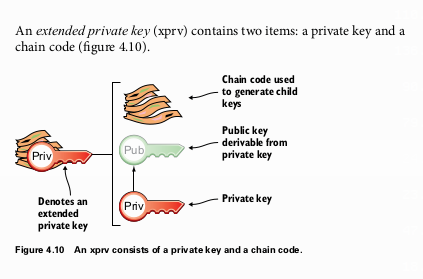 An extended private key (xprv) contains two items: a private key and a
chain code (figure 4.10).
Chain code used
to generate child
keys
Public key
derivable from
private key
Priv
Pub
Priv
Private key
Denotes an
extended
private key
Figure 4.10 An xprv consists of a private key and a chain code.